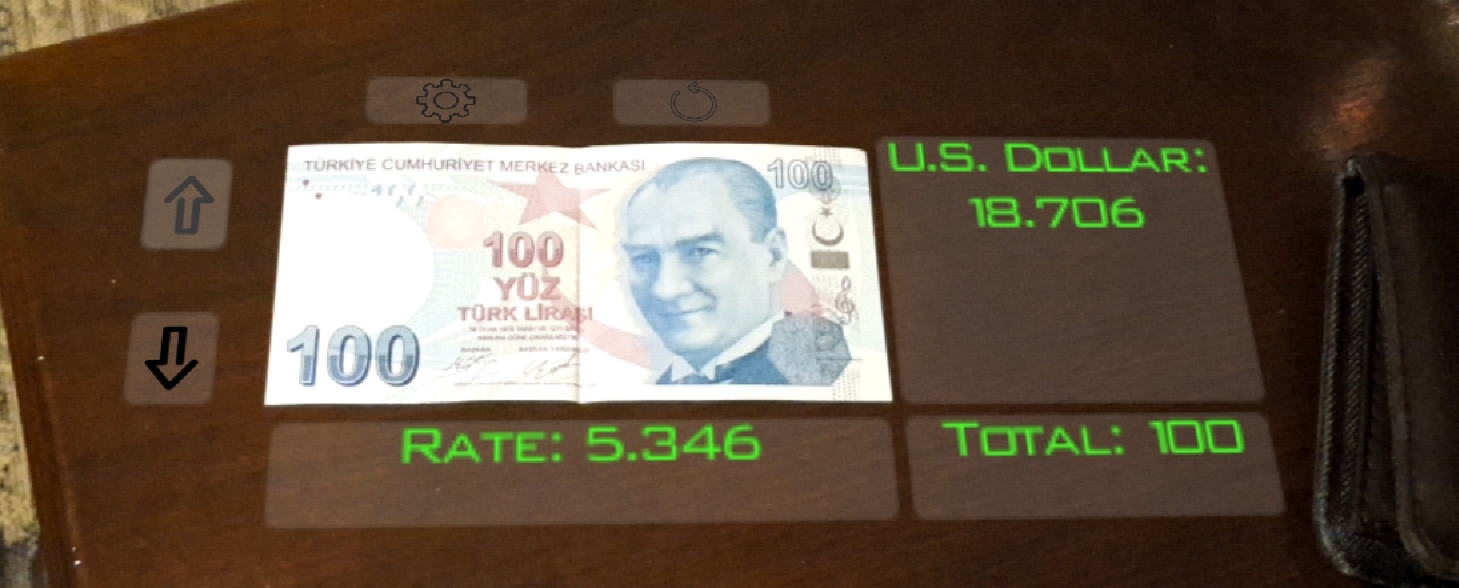 TÜRKİYE CUMHURİYET MERKEZ BANKASI
100
U.S. DOLLAR:
18.706
100
YÜZ
TÜRK LİRASI
100
RATE: 5.346
TOTAL: 100